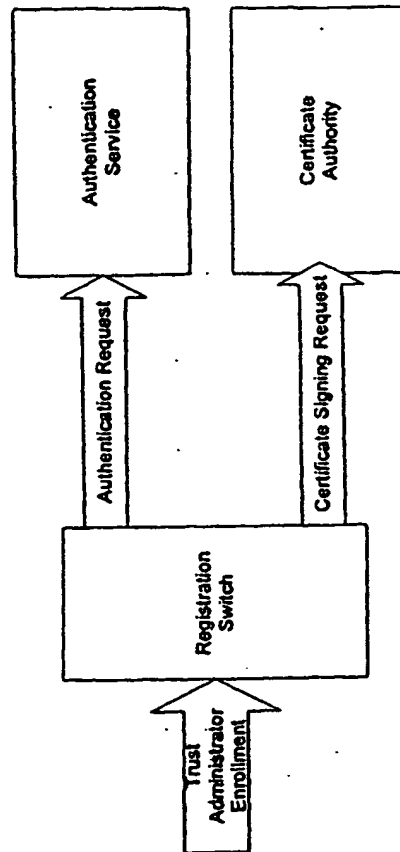 Trust
Administrator
Enrollment
Registration
Switch
Authentication Request
Certificate Signing Request
Authentication
Service
Certificate
Authority